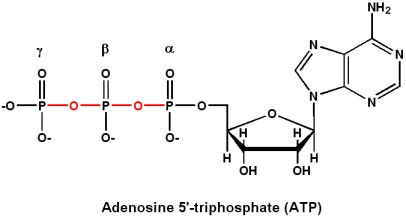 NH2
γ β α
O O O N N
-O P O P O P O O N N
O- O- O- H H
H H
OH OH
Adenosine 5'-triphosphate (ATP)